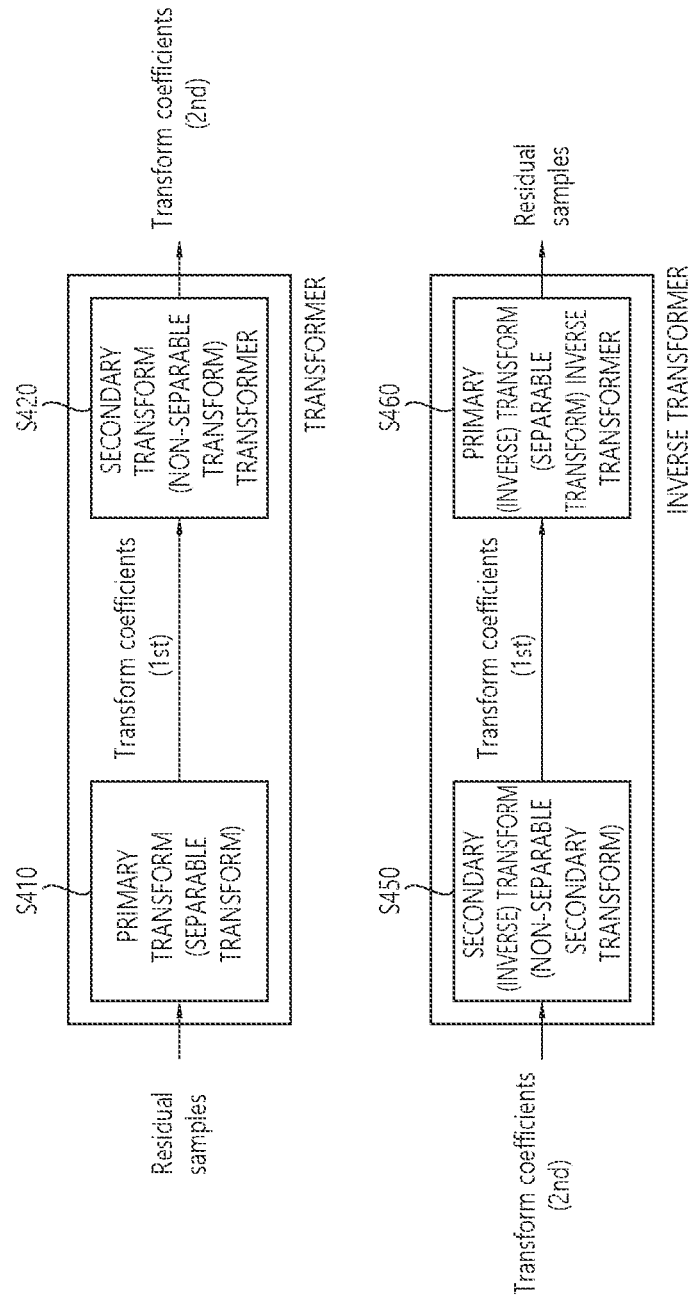 S410
S420
Residual
samples
PRIMARY
TRANSFORM
(SEPARABLE
TRANSFORM)
Transform coefficients
(1st)
SECONDARY
TRANSFORM
(NON-SEPARABLE
TRANSFORM)
TRANSFORMER
Transform coefficients
(2nd)
TRANSFORMER
S450
S460
Transform coefficients
(2nd)
SECONDARY
(INVERSE) TRANSFORM
(NON-SEPARABLE
SECONDARY
TRANSFORM)
Transform coefficients
(1st)
PRIMARY
(INVERSE) TRANSFORM
(SEPARABLE
TRANSFORM) INVERSE
TRANSFORMER
Residual
samples
INVERSE TRANSFORMER